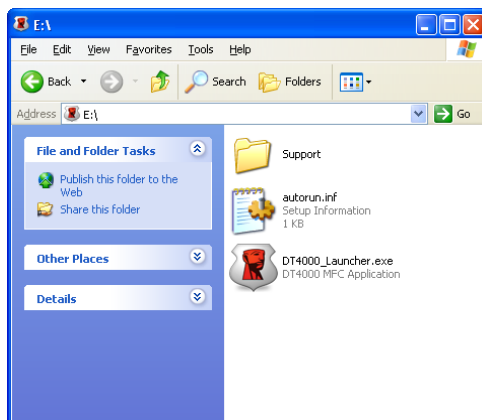 E:\
File Edit View Favorites Tools Help
Back Search Folders
Address E:\ Go
File and Folder Tasks
Publish this folder to the
Web
Share this folder
Other Places
Details
Support
autorun.inf
Setup Information
1 KB
DT4000_Launcher.exe
DT4000 MFC Application